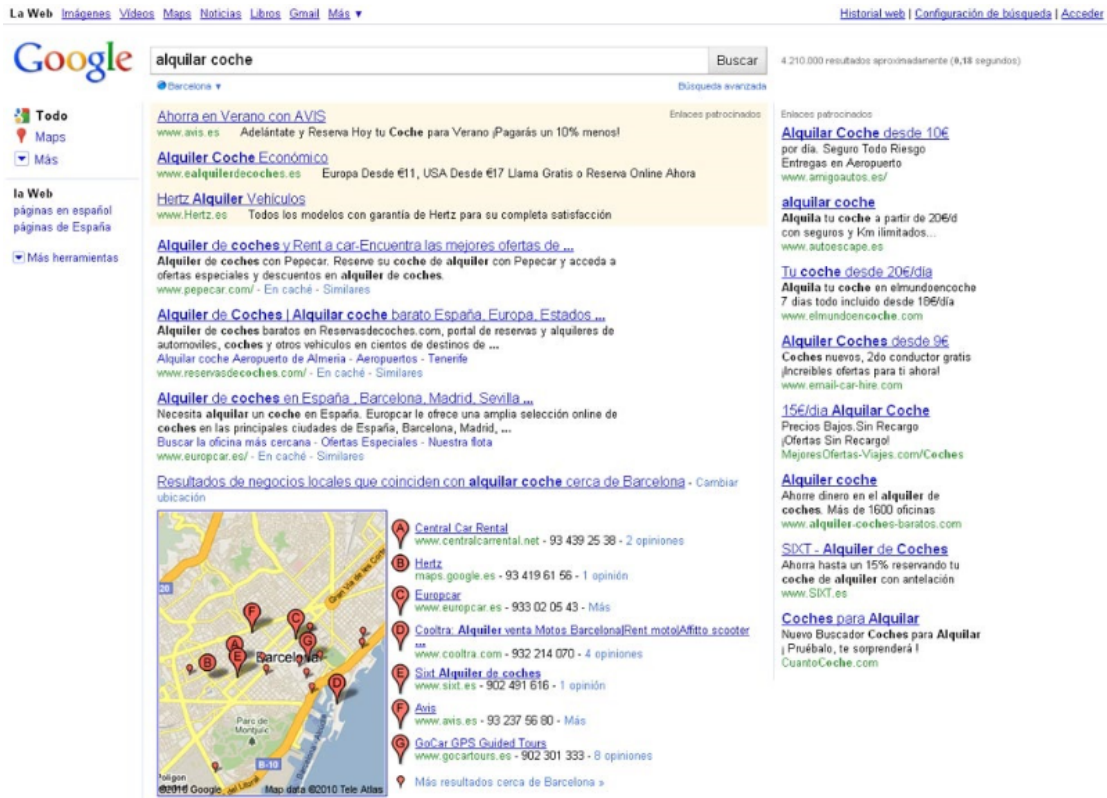 La Web Imágenes Vídeos Maps Noticias Libros Gmail Más ▼
Historial web | Configuración de búsqueda | Acceder
Google
alquilar coche
Buscar
4.210.000 resultados aproximadamente (0,18 segundos)
Barcelona ▼
Búsqueda avanzada
Todo
Maps
Más
la Web
páginas en español
páginas de España
Más herramientas
Enlaces patrocinados
Ahorra en Verano con AVIS
www.avis.es Adelántate y Reserva Hoy tu Coche para Verano ¡Pagarás un 10% menos!
Alquiler Coche Económico
www.ealquilerdecoches.es Europa Desde €11, USA Desde €17 Llama Gratis o Reserva Online Ahora
Hertz Alquiler Vehículos
www.Hertz.es Todos los modelos con garantía de Hertz para su completa satisfacción
Alquiler de coches y Rent a car-Encuentra las mejores ofertas de ...
Alquiler de coches con Pepecar. Reserve su coche de alquiler con Pepecar y acceda a
ofertas especiales y descuentos en alquiler de coches.
www.pepecar.com/ - En caché - Similares
Alquiler de Coches | Alquilar coche barato España, Europa, Estados ...
Alquiler de coches baratos en Reservasdecoches.com, portal de reservas y alquileres de
automoviles, coches y otros vehículos en cientos de destinos de ...
Alquilar coche Aeropuerto de Almeria - Aeropuertos - Tenerife
www.reservasdecoches.com/ - En caché - Similares
Alquiler de coches en España , Barcelona, Madrid, Sevilla ...
Necesita alquilar un coche en España. Europcar le ofrece una amplia selección online de
coches en las principales ciudades de España, Barcelona, Madrid, ...
Buscar la oficina más cercana - Ofertas Especiales - Nuestra flota
www.europcar.es/ - En caché - Similares
Resultados de negocios locales que coinciden con alquilar coche cerca de Barcelona - Cambiar
ubicación
A Central Car Rental
www.centralcarrental.net - 93 439 25 38 - 2 opiniones
B Hertz
maps.google.es - 93 419 61 56 - 1 opinión
C Europcar
www.europcar.es - 933 02 05 43 - Más
D Cooltra: Alquiler venta Motos Barcelona|Rent moto|Affitto scooter
...
www.cooltra.com - 932 214 070 - 4 opiniones
E Sixt Alquiler de coches
www.sixt.es - 902 491 616 - 1 opinión
F Avis
www.avis.es - 93 237 56 80 - Más
G GoCar GPS Guided Tours
www.gocartours.es - 902 301 333 - 8 opiniones
Más resultados cerca de Barcelona »
Gran Via de les Corts
20
F
C
A
G
B
E
Barcelona
D
Parc de
Montjuïc
B-10
del Litoral
©2010 Google
Map data ©2010 Tele Atlas
Enlaces patrocinados
Alquilar Coche desde 10€
por día. Seguro Todo Riesgo
Entregas en Aeropuerto
www.amigoautos.es/
alquilar coche
Alquila tu coche a partir de 20€/d
con seguros y Km ilimitados...
www.autoescape.es
Tu coche desde 20€/día
Alquila tu coche en elmundoencoche
7 dias todo incluido desde 18€/día
www.elmundoencoche.com
Alquiler Coches desde 9€
Coches nuevos, 2do conductor gratis
¡Increibles ofertas para ti ahora!
www.email-car-hire.com
15€/dia Alquilar Coche
Precios Bajos.Sin Recargo
¡Ofertas Sin Recargo!
MejoresOfertas-Viajes.com/Coches
Alquiler coche
Ahorre dinero en el alquiler de
coches. Más de 1600 oficinas
www.alquiler-coches-baratos.com
SIXT - Alquiler de Coches
Ahorra hasta un 15% reservando tu
coche de alquiler con antelación
www.SIXT.es
Coches para Alquilar
Nuevo Buscador Coches para Alquilar
¡ Pruébalo, te sorprenderá !
CuantoCoche.com